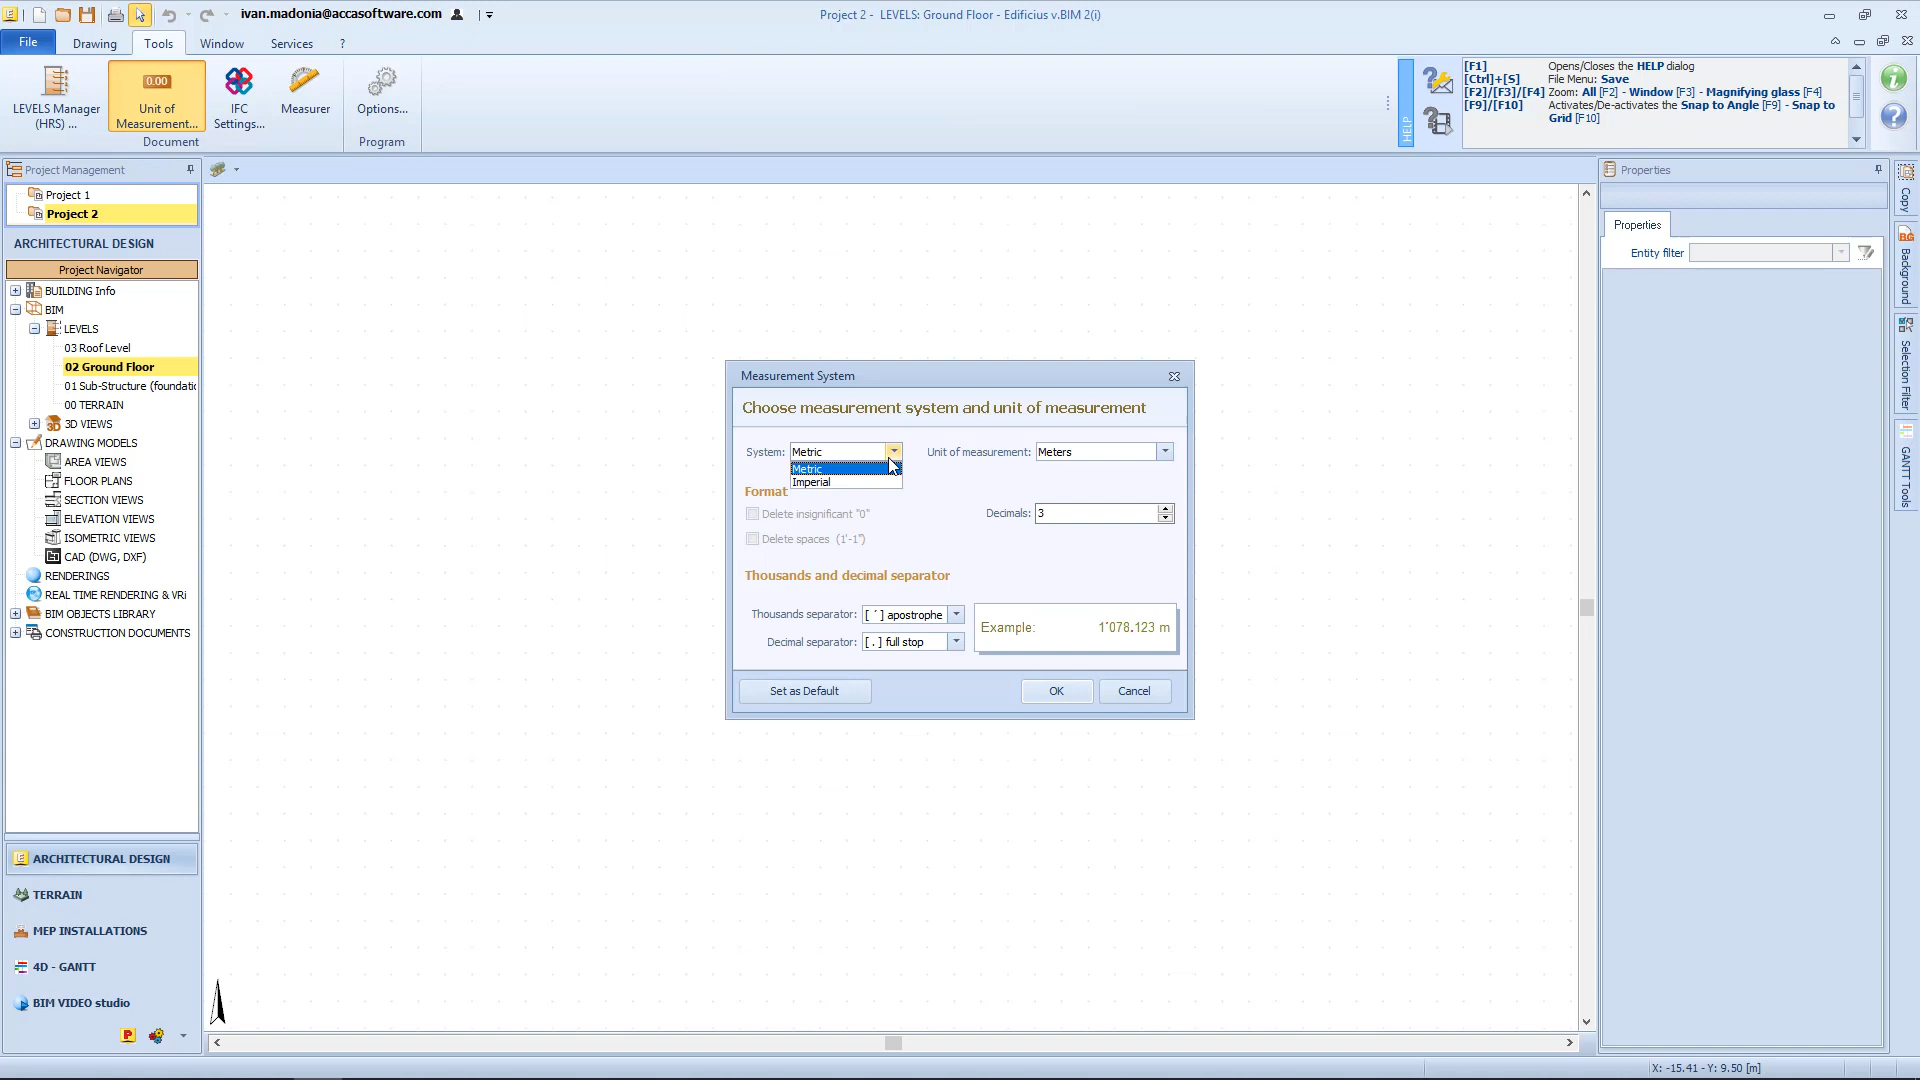 ivan.madonia@accasoftware.com
Project 2 - LEVELS: Ground Floor - Edificius v.BIM 2(i)
File
Drawing
Tools
Window
Services
?
LEVELS Manager
(HRS) ...
0.00
Unit of
Measurement...
IFC
Settings...
Measurer
Options...
Document
Program
HELP
[F1] Opens/Closes the HELP dialog
[Ctrl]+[S] File Menu: Save
[F2]/[F3]/[F4] Zoom: All [F2] - Window [F3] - Magnifying glass [F4]
[F9]/[F10] Activates/De-activates the Snap to Angle [F9] - Snap to
Grid [F10]
Project Management
Project 1
Project 2
ARCHITECTURAL DESIGN
Project Navigator
BUILDING Info
BIM
LEVELS
03 Roof Level
02 Ground Floor
01 Sub-Structure (foundatic
00 TERRAIN
3D VIEWS
DRAWING MODELS
AREA VIEWS
FLOOR PLANS
SECTION VIEWS
ELEVATION VIEWS
ISOMETRIC VIEWS
CAD (DWG, DXF)
RENDERINGS
REAL TIME RENDERING & VRi
BIM OBJECTS LIBRARY
CONSTRUCTION DOCUMENTS
ARCHITECTURAL DESIGN
TERRAIN
MEP INSTALLATIONS
4D - GANTT
BIM VIDEO studio
Measurement System
Choose measurement system and unit of measurement
System: Metric
Unit of measurement: Meters
Metric
Imperial
Format
Delete insignificant "0"
Decimals: 3
Delete spaces (1'-1")
Thousands and decimal separator
Thousands separator: [ ´ ] apostrophe
Decimal separator: [ . ] full stop
Example: 1'078.123 m
Set as Default
OK
Cancel
Properties
Properties
Entity filter
Copy
BG
Background
Selection Filter
GANTT Tools
X: -15.41 - Y: 9.50 [m]